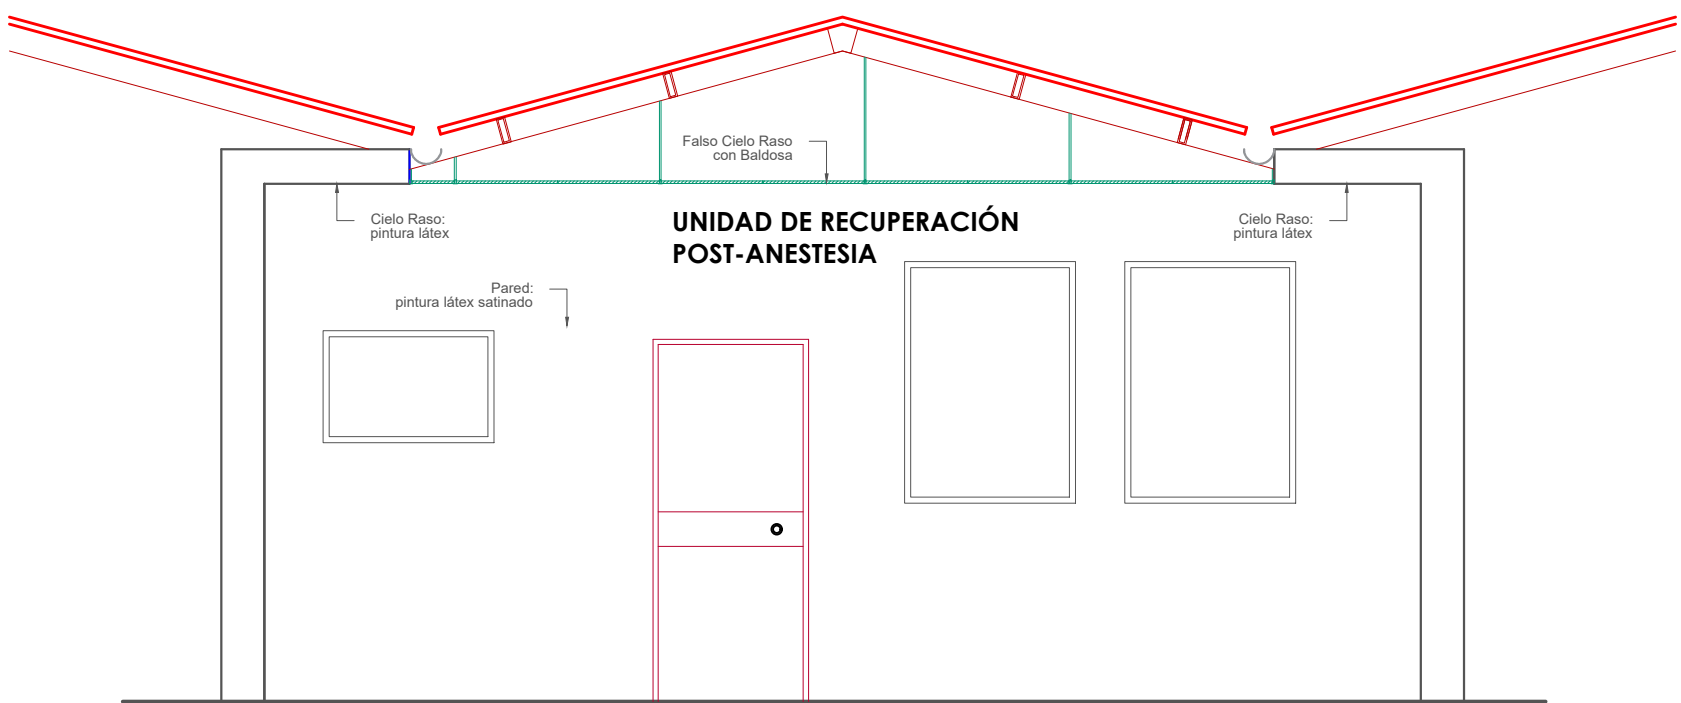 Falso Cielo Raso
con Baldosa
Cielo Raso:
pintura látex
UNIDAD DE RECUPERACIÓN
POST-ANESTESIA
Cielo Raso:
pintura látex
Pared:
pintura látex satinado